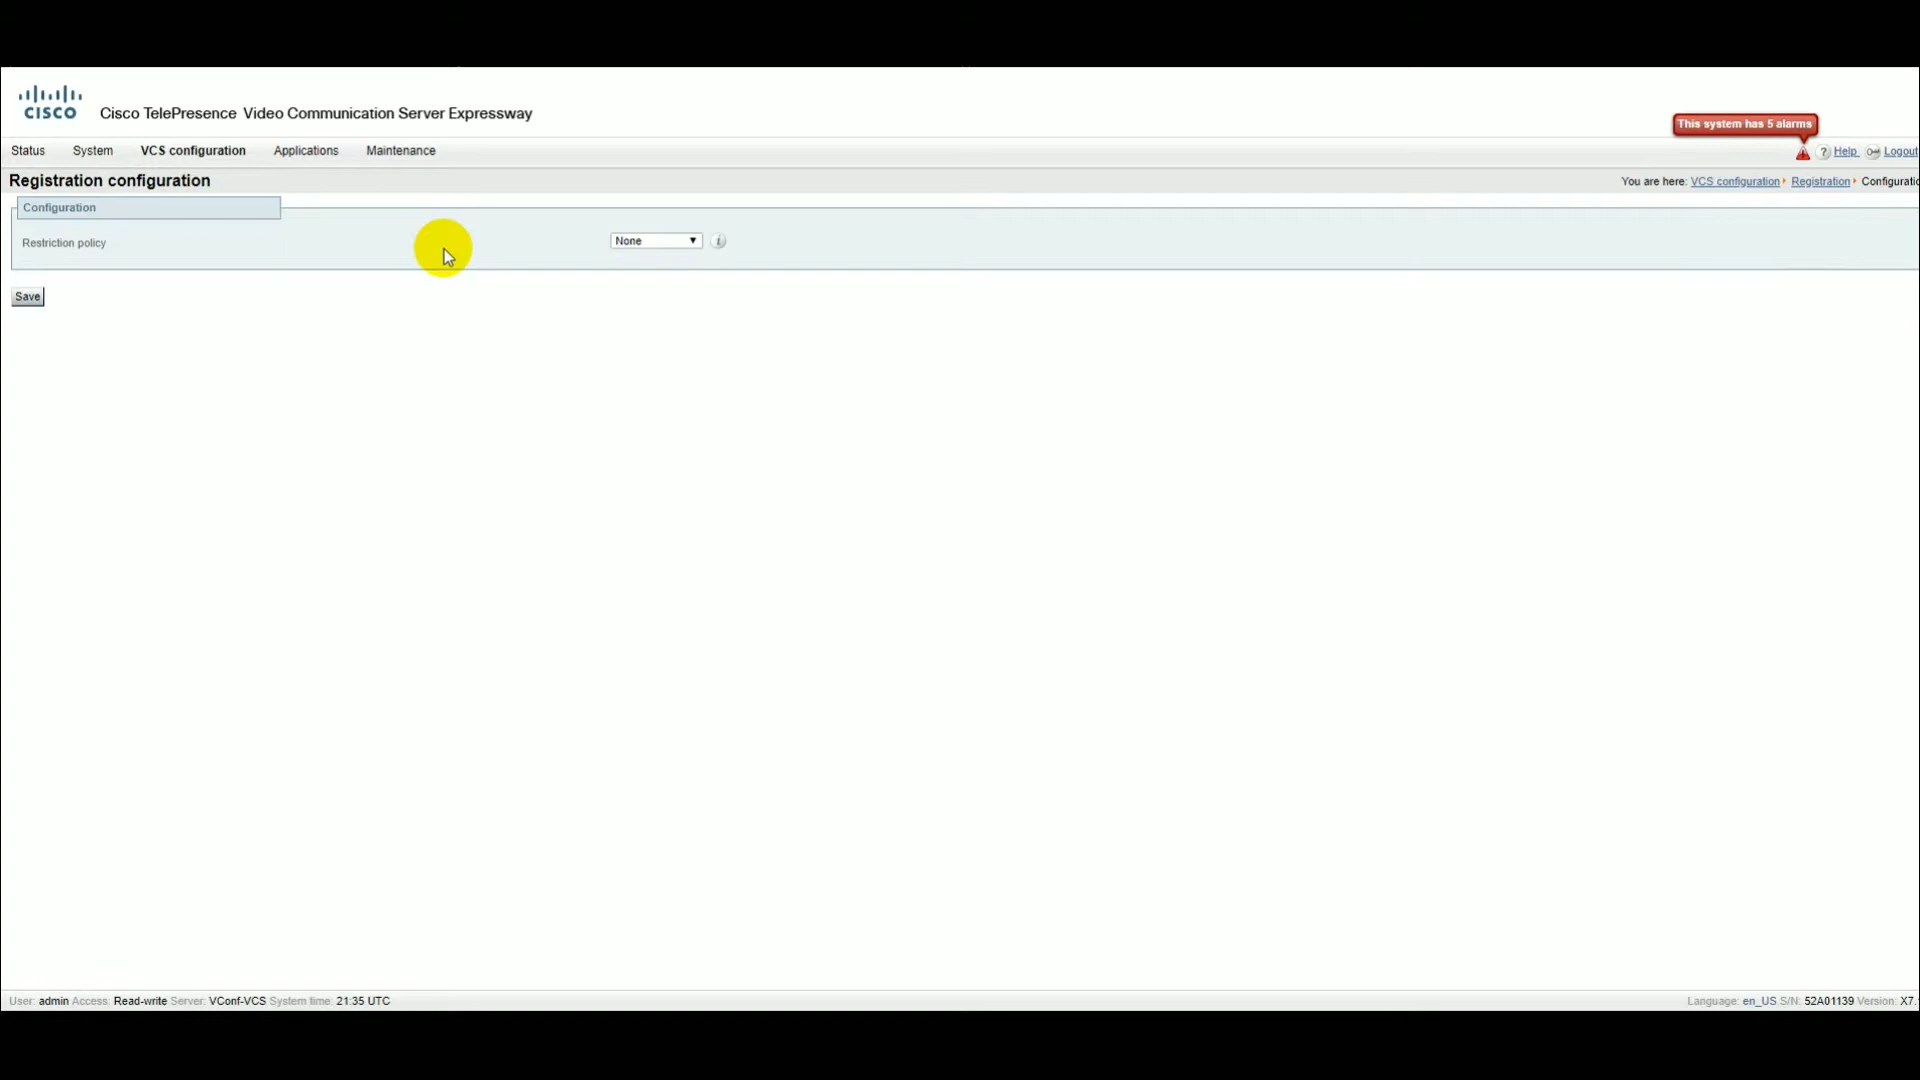 CISCO
Cisco TelePresence Video Communication Server Expressway
This system has 5 alarms
Status System VCS configuration Applications Maintenance
? Help Logout
Registration configuration
You are here: VCS configuration Registration Configuratio
Configuration
Restriction policy
None
i
Save
User: admin Access: Read-write Server: VConf-VCS System time: 21:35 UTC
Language: en_US S/N: 52A01139 Version: X7.